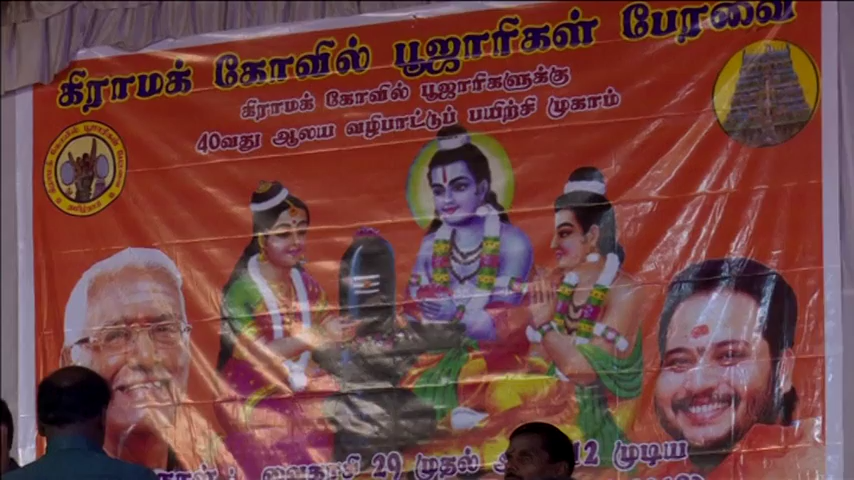 கிராமக் கோவில் பூஜாரிகள் பேரவை
கிராமக் கோவில் பூஜாரிகளுக்கு
40வது ஆலய வழிபாட்டுப் பயிற்சி முகாம்
வைகாசி 29 முதல் 12 முடிய